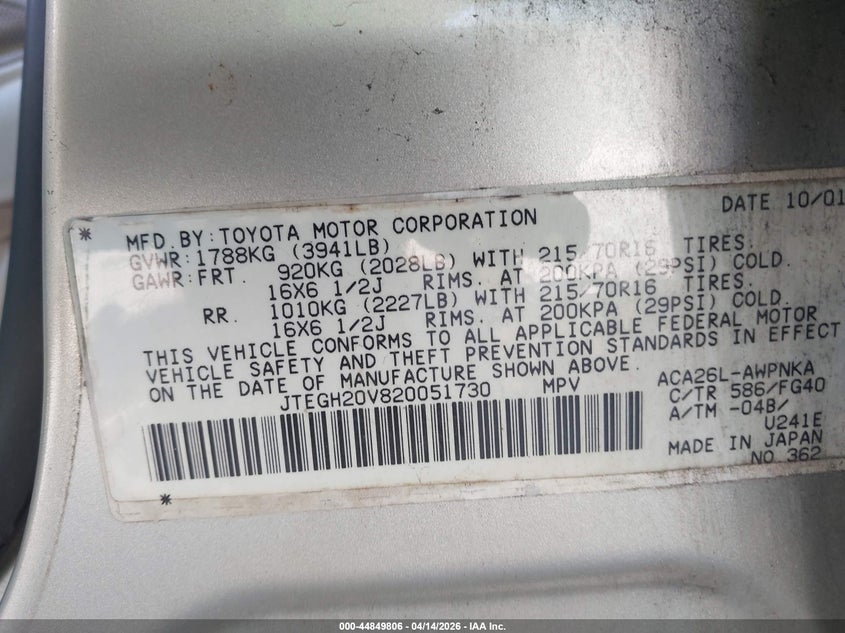 DATE 10/01
MFD.BY:TOYOTA MOTOR CORPORATION
GVWR:1788KG (3941LB)
GAWR:FRT. 920KG (2028LB) WITH 215/70R16 TIRES.
16X6 1/2J RIMS. AT 200KPA (29PSI) COLD.
RR. 1010KG (2227LB) WITH 215/70R16 TIRES.
16X6 1/2J RIMS. AT 200KPA (29PSI) COLD.
THIS VEHICLE CONFORMS TO ALL APPLICABLE FEDERAL MOTOR
VEHICLE SAFETY AND THEFT PREVENTION STANDARDS IN EFFECT
ON THE DATE OF MANUFACTURE SHOWN ABOVE.
JTEGH20V820051730 MPV
ACA26L-AWPNKA
C/TR 586/FG40
A/TM -04B/
U241E
MADE IN JAPAN
NO 362
000-44849806 - 04/14/2026 - IAA Inc.